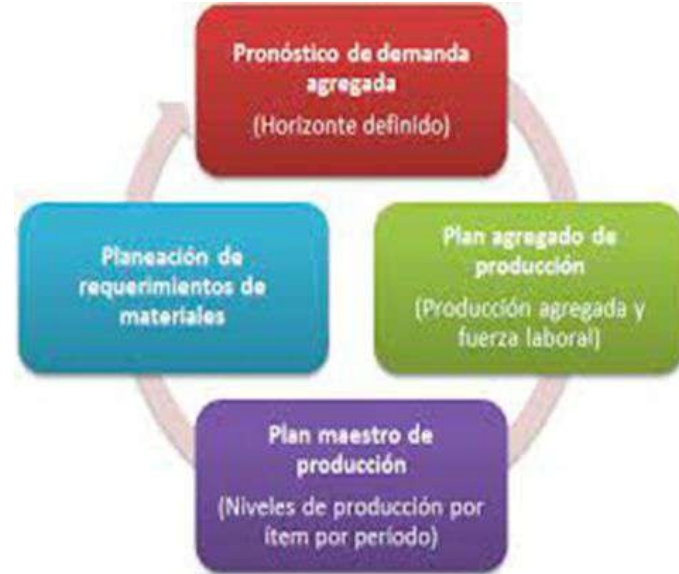 Pronóstico de demanda
agregada
(Horizonte definido)
Plan agregado de
producción
(Producción agregada y
fuerza laboral)
Plan maestro de
producción
(Niveles de producción por
ítem por período)
Planeación de
requerimientos de
materiales